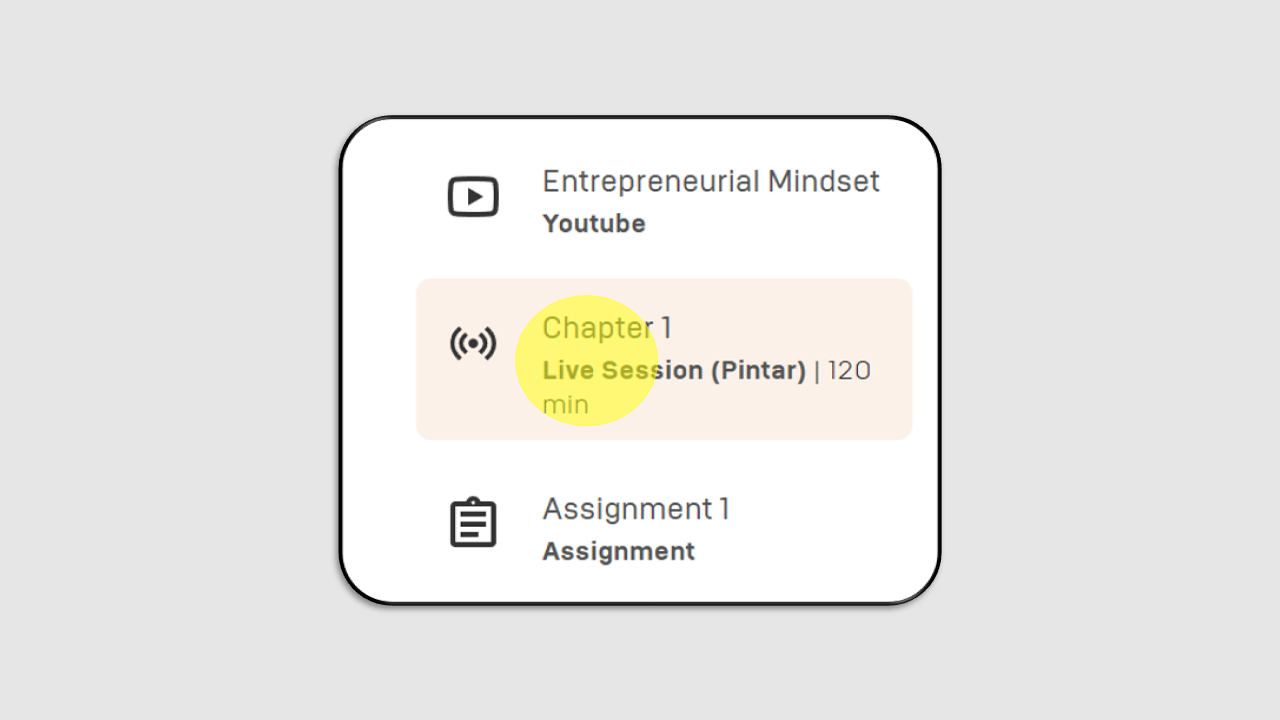 Entrepreneurial Mindset
Youtube
Chapter 1
Live Session (Pintar) | 120
min
Assignment 1
Assignment